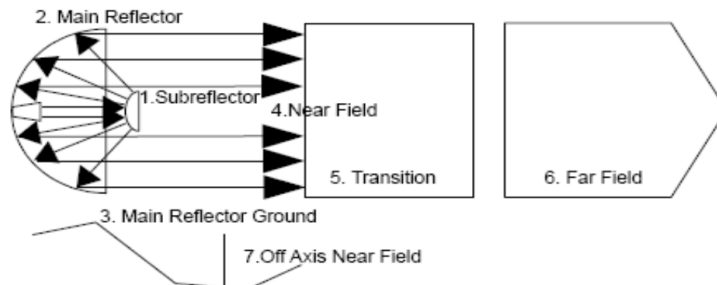 2. Main Reflector
1.Subreflector
4.Near Field
5. Transition
6. Far Field
3. Main Reflector Ground
7.Off Axis Near Field